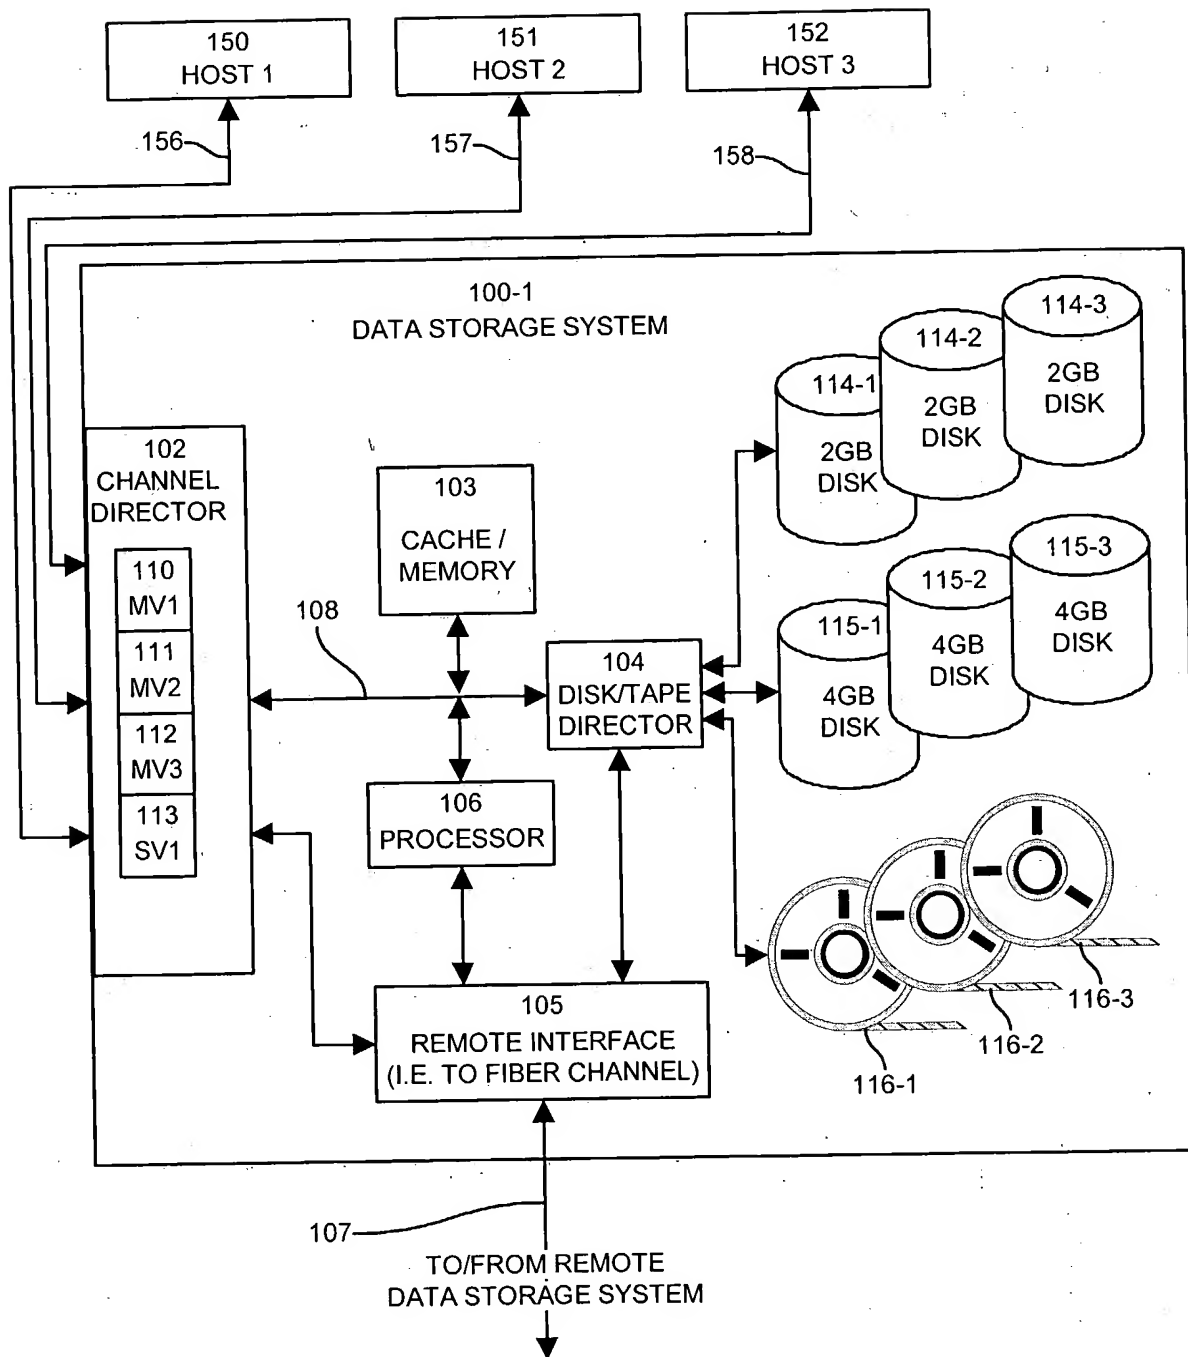 150
HOST 1
151
HOST 2
152
HOST 3
156
157
158
100-1
DATA STORAGE SYSTEM
114-1
2GB
DISK
114-2
2GB
DISK
114-3
2GB
DISK
102
CHANNEL
DIRECTOR
110
MV1
111
MV2
112
MV3
113
SV1
103
CACHE /
MEMORY
108
104
DISK/TAPE
DIRECTOR
115-1
4GB
DISK
115-2
4GB
DISK
115-3
4GB
DISK
106
PROCESSOR
105
REMOTE INTERFACE
(I.E. TO FIBER CHANNEL)
116-1
116-2
116-3
107
TO/FROM REMOTE
DATA STORAGE SYSTEM